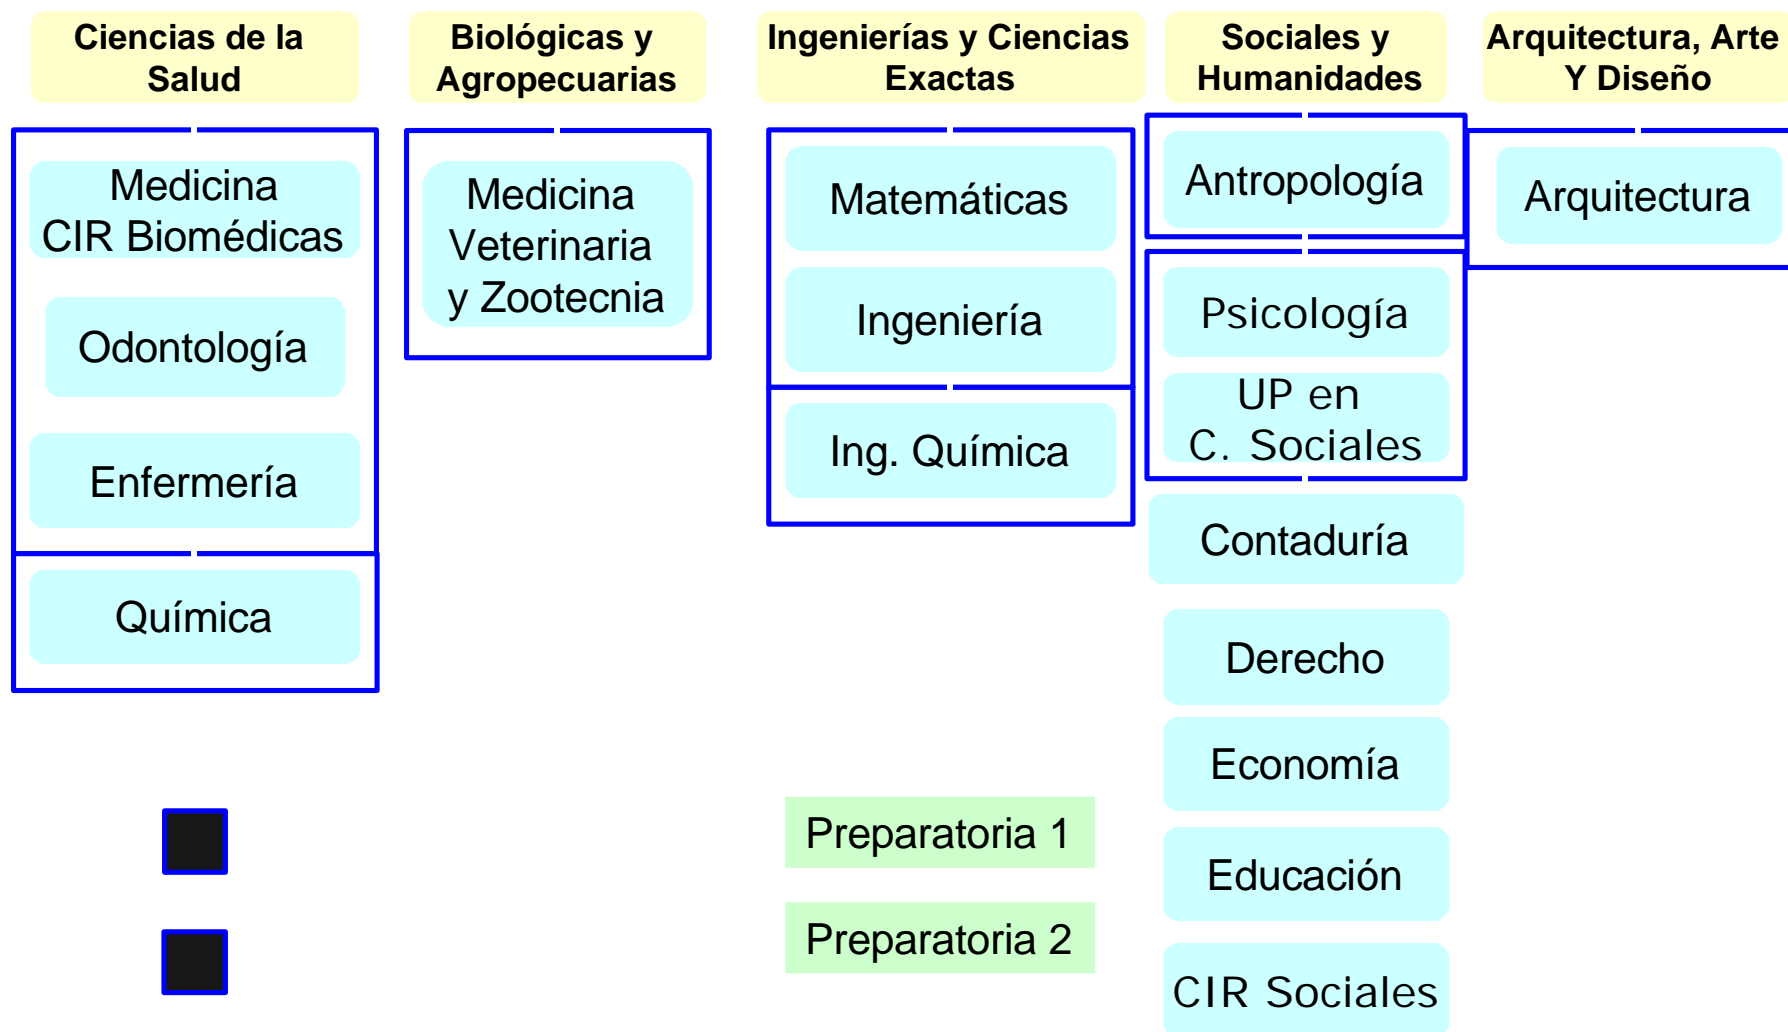 Ciencias de la
Salud
Biológicas y
Agropecuarias
Ingenierías y Ciencias
Exactas
Sociales y
Humanidades
Arquitectura, Arte
Y Diseño
Medicina
CIR Biomédicas
Odontología
Enfermería
Química
Medicina
Veterinaria
y Zootecnia
Matemáticas
Ingeniería
Ing. Química
Antropología
Psicología
UP en
C. Sociales
Contaduría
Derecho
Economía
Educación
CIR Sociales
Arquitectura
Preparatoria 1
Preparatoria 2